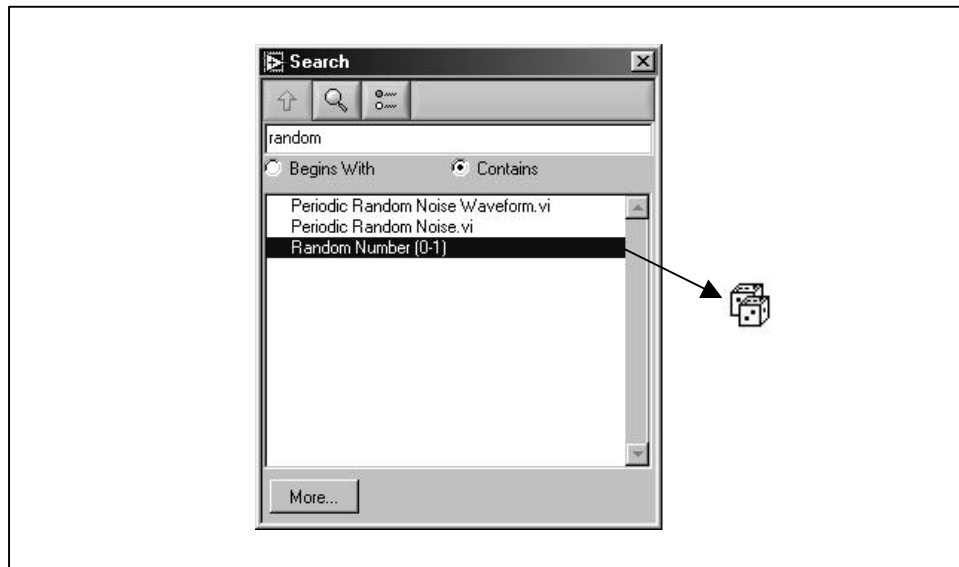 Search
random
Begins With Contains
Periodic Random Noise Waveform.vi
Periodic Random Noise.vi
Random Number (0-1)
More...